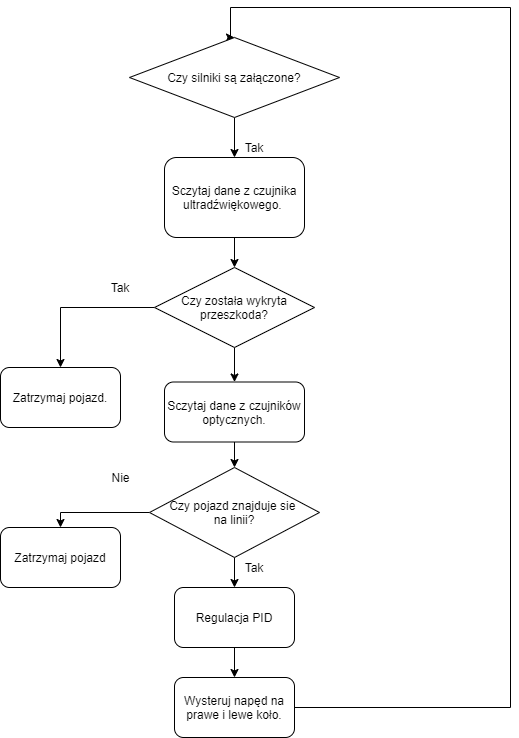 Czy silniki są załączone?
Tak
Sczytaj dane z czujnika
ultradźwiękowego.
Czy została wykryta
przeszkoda?
Tak
Zatrzymaj pojazd.
Sczytaj dane z czujników
optycznych.
Czy pojazd znajduje sie
na linii?
Nie
Zatrzymaj pojazd
Tak
Regulacja PID
Wysteruj napęd na
prawe i lewe koło.